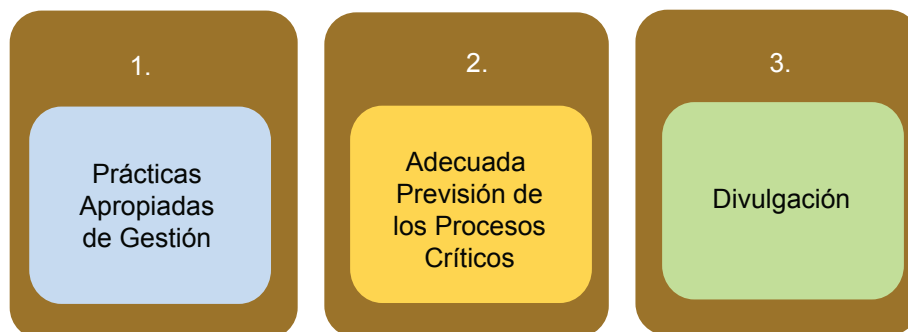 1.
Prácticas
Apropiadas
de Gestión
2.
Adecuada
Previsión de
los Procesos
Críticos
3.
Divulgación